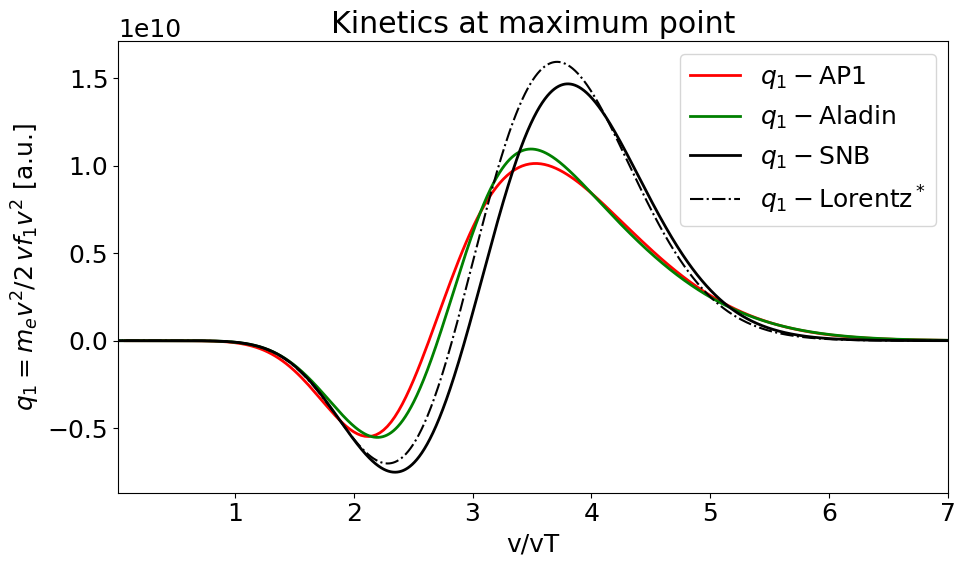 Kinetics at maximum point
1e10
1.5
1.0
0.5
0.0
−0.5
q₁ = mₑv²/2 vf₁v² [a.u.]
q₁ − AP1
q₁ − Aladin
q₁ − SNB
q₁ − Lorentz*
1 2 3 4 5 6 7
v/vT